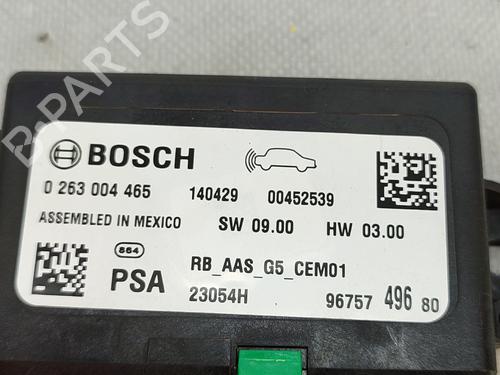 B-PARTS
BOSCH
0 263 004 465 140429 00452539
ASSEMBLED IN MEXICO SW 09.00 HW 03.00
864
PSA RB_AAS_G5_CEM01
23054H 96757 496 80